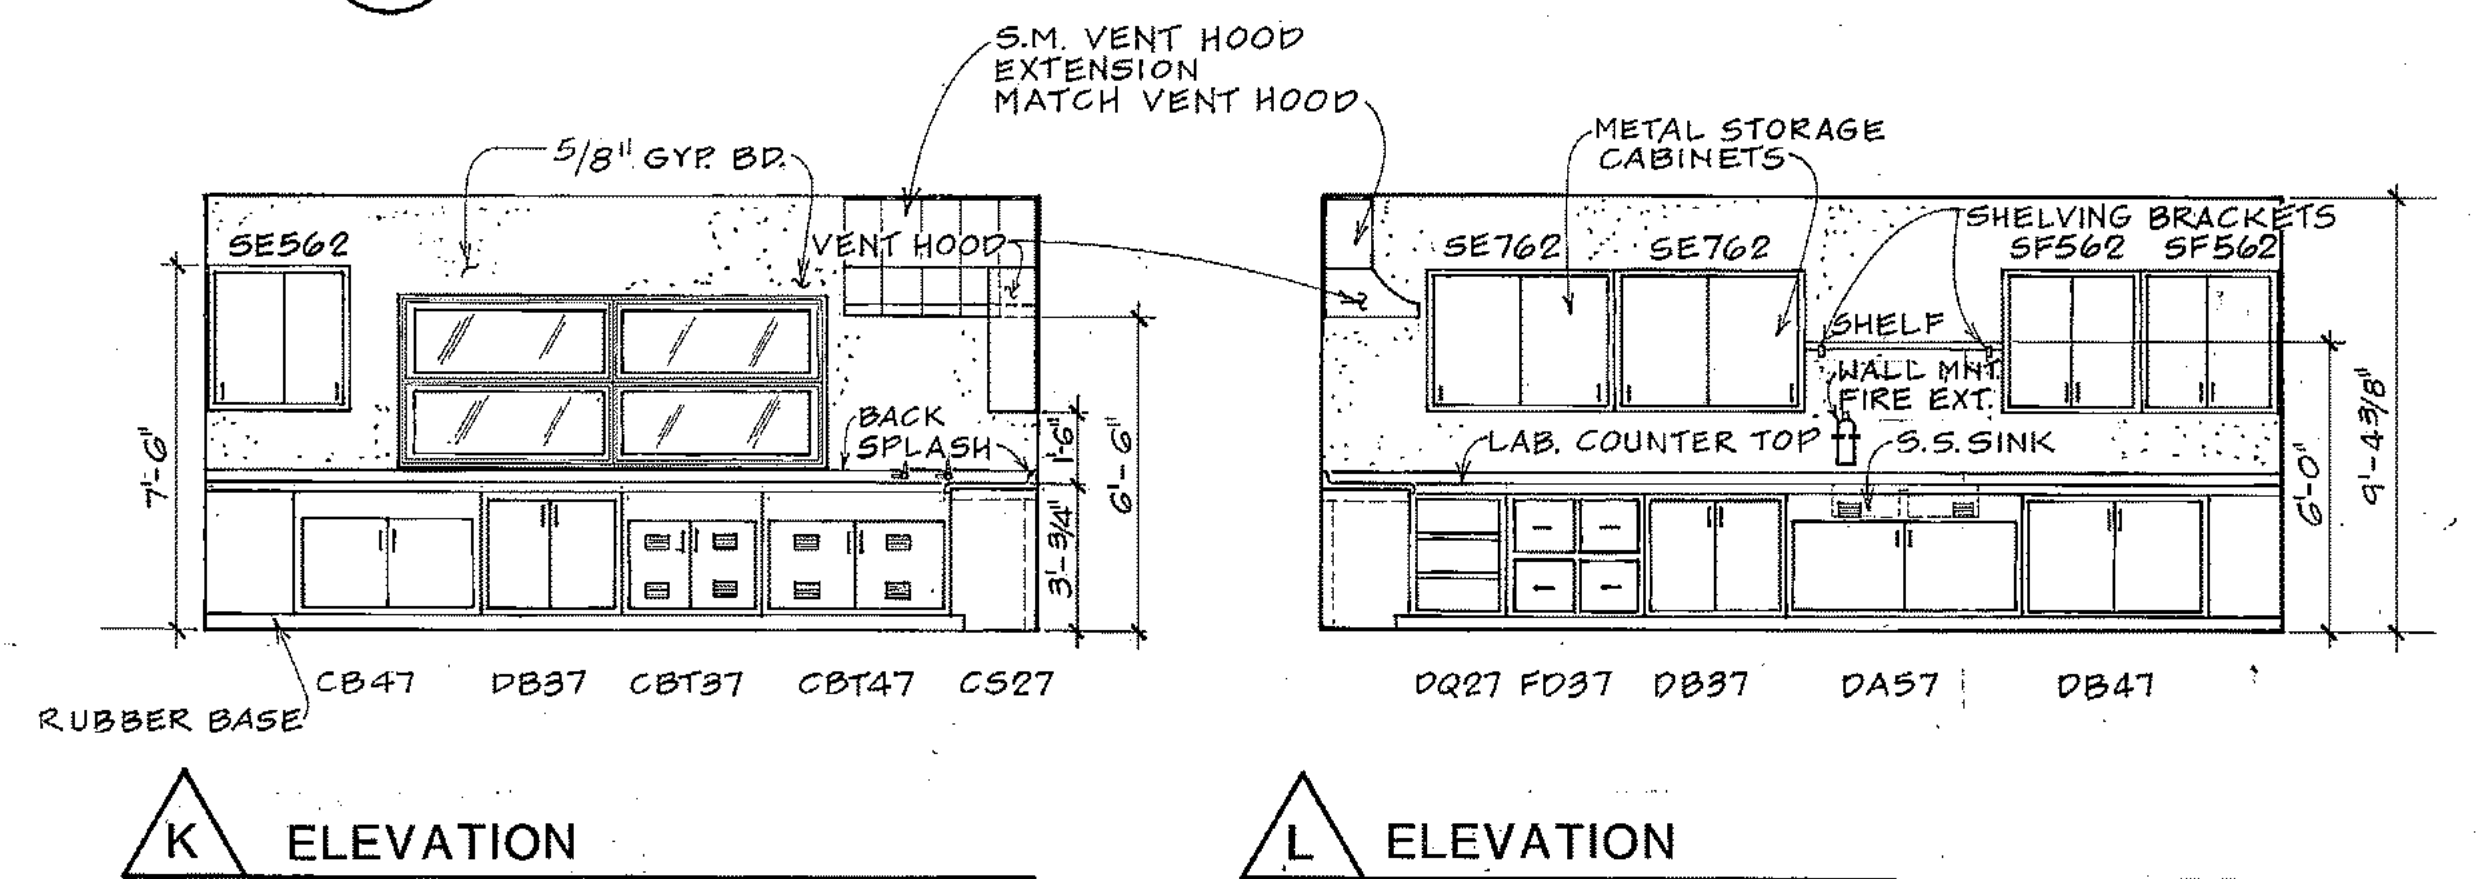 S.M. VENT HOOD
EXTENSION
MATCH VENT HOOD
5/8" GYP. BD.
METAL STORAGE
CABINETS
SE562
VENT HOOD
SE762
SE762
SHELVING BRACKETS
SF562
SF562
SHELF
WALL MNT.
FIRE EXT.
BACK
SPLASH
LAB. COUNTER TOP
S.S. SINK
7'-6"
1'-6"
3'-3/4"
6'-6"
6'-0"
9'-4 3/8"
CB47
DB37
CBT37
CBT47
CS27
DQ27
FD37
DB37
DA57
DB47
RUBBER BASE
K
ELEVATION
L
ELEVATION